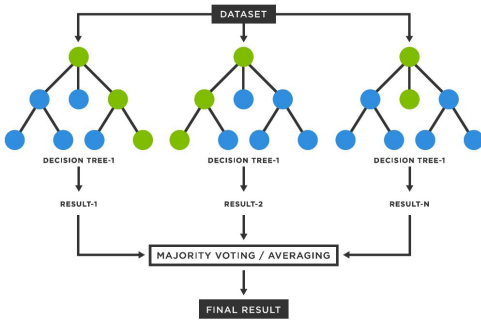 DATASET
DECISION TREE-1
DECISION TREE-1
DECISION TREE-1
RESULT-1
RESULT-2
RESULT-N
MAJORITY VOTING / AVERAGING
FINAL RESULT